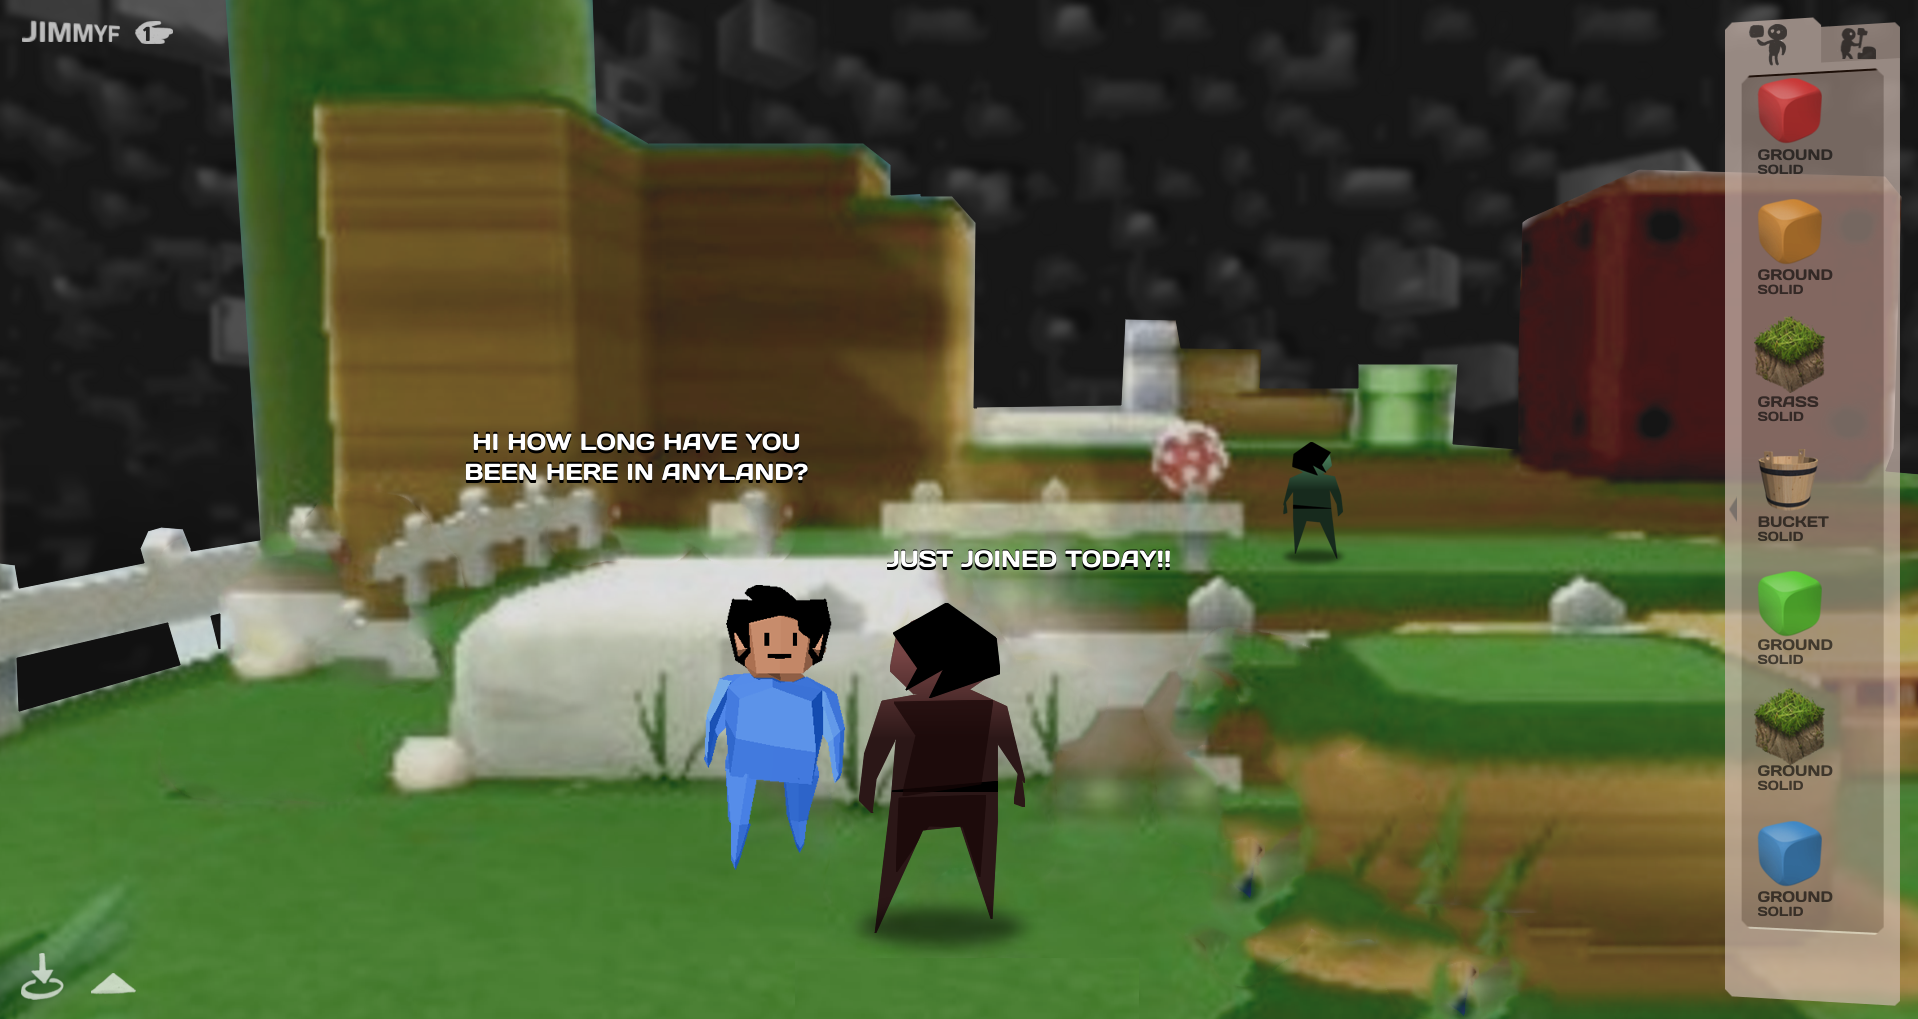 JIMMYF
1
HI HOW LONG HAVE YOU
BEEN HERE IN ANYLAND?
JUST JOINED TODAY!!
GROUND
SOLID
GROUND
SOLID
GRASS
SOLID
BUCKET
SOLID
GROUND
SOLID
GROUND
SOLID
GROUND
SOLID